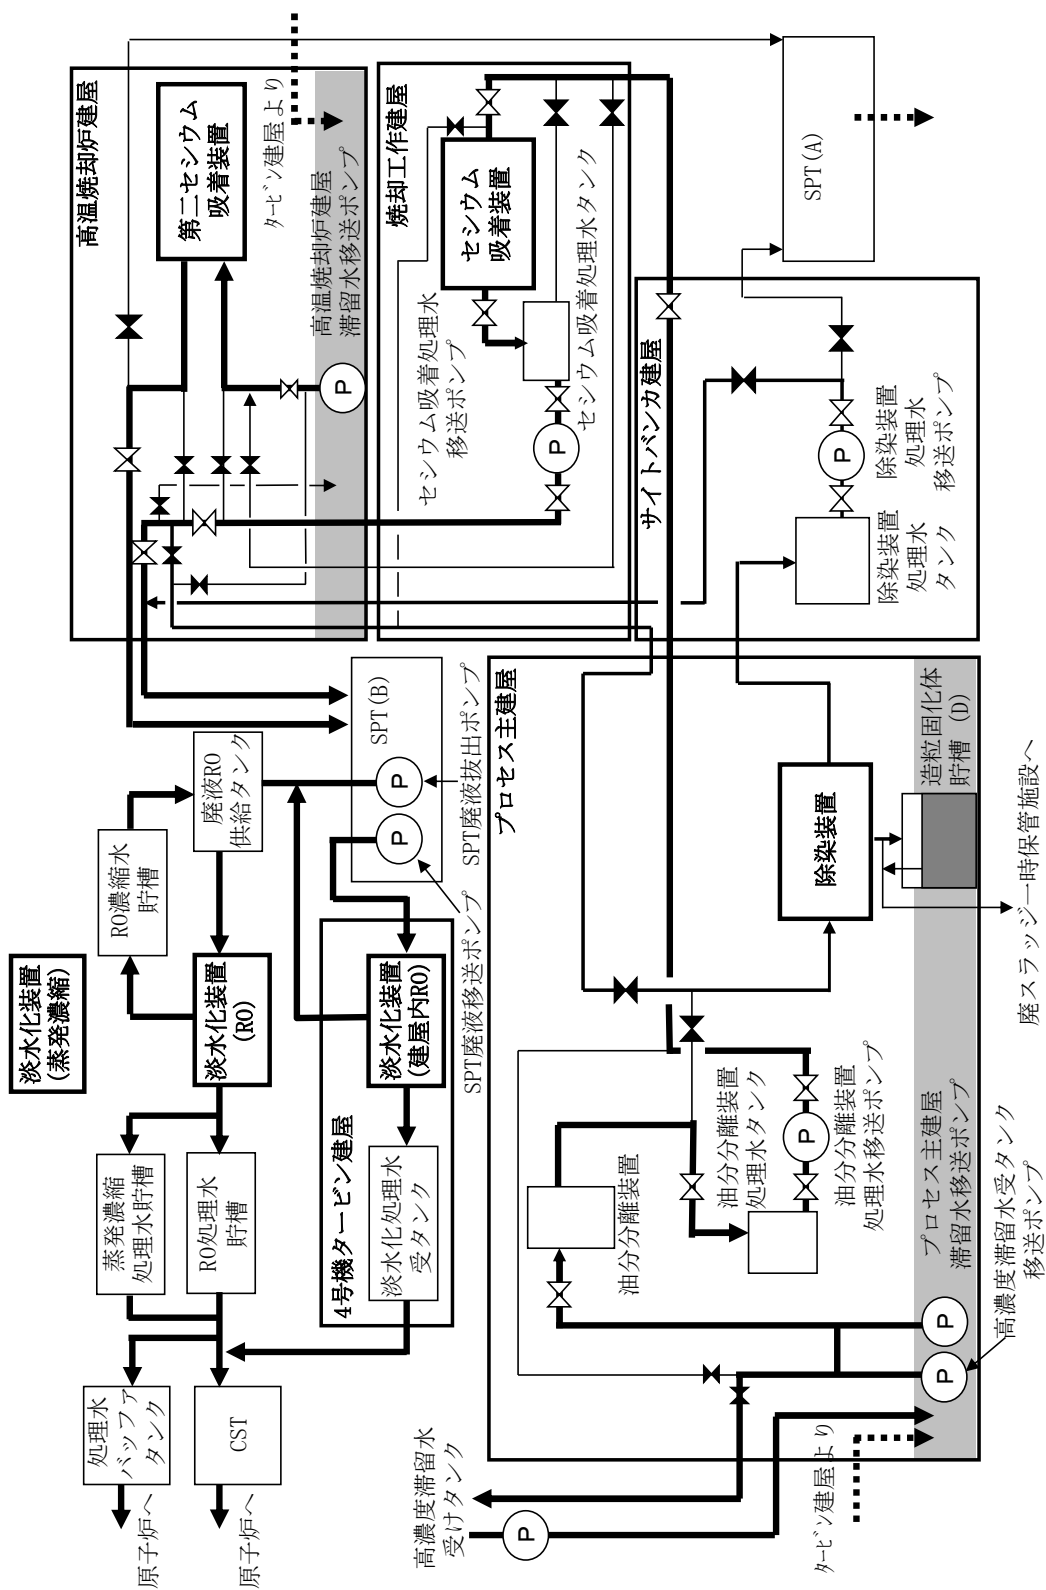 高温焼却炉建屋
第二セシウム
吸着装置
タービン建屋より
高温焼却炉建屋
滞留水移送ポンプ
P
焼却工作建屋
セシウム
吸着装置
セシウム吸着処理水
移送ポンプ
セシウム吸着処理水タンク
P
SPT(A)
サイトバンカ建屋
P
除染装置
処理水
移送ポンプ
除染装置
処理水
タンク
SPT(B)
P
P
SPT廃液抜出ポンプ
SPT廃液移送ポンプ
廃液RO
供給タンク
RO濃縮水
貯槽
淡水化装置
(蒸発濃縮)
淡水化装置
(RO)
蒸発濃縮
処理水貯槽
RO処理水
貯槽
4号機タービン建屋
淡水化装置
(建屋内RO)
淡水化処理水
受タンク
処理水
バッファ
タンク
CST
原子炉へ
原子炉へ
プロセス主建屋
除染装置
造粒固化体
貯槽 (D)
廃スラッジ一時保管施設へ
油分分離装置
油分分離装置
処理水タンク
P
油分分離装置
処理水移送ポンプ
プロセス主建屋
滞留水移送ポンプ
高濃度滞留水受タンク
移送ポンプ
P
P
高濃度滞留水
受けタンク
P
タービン建屋より